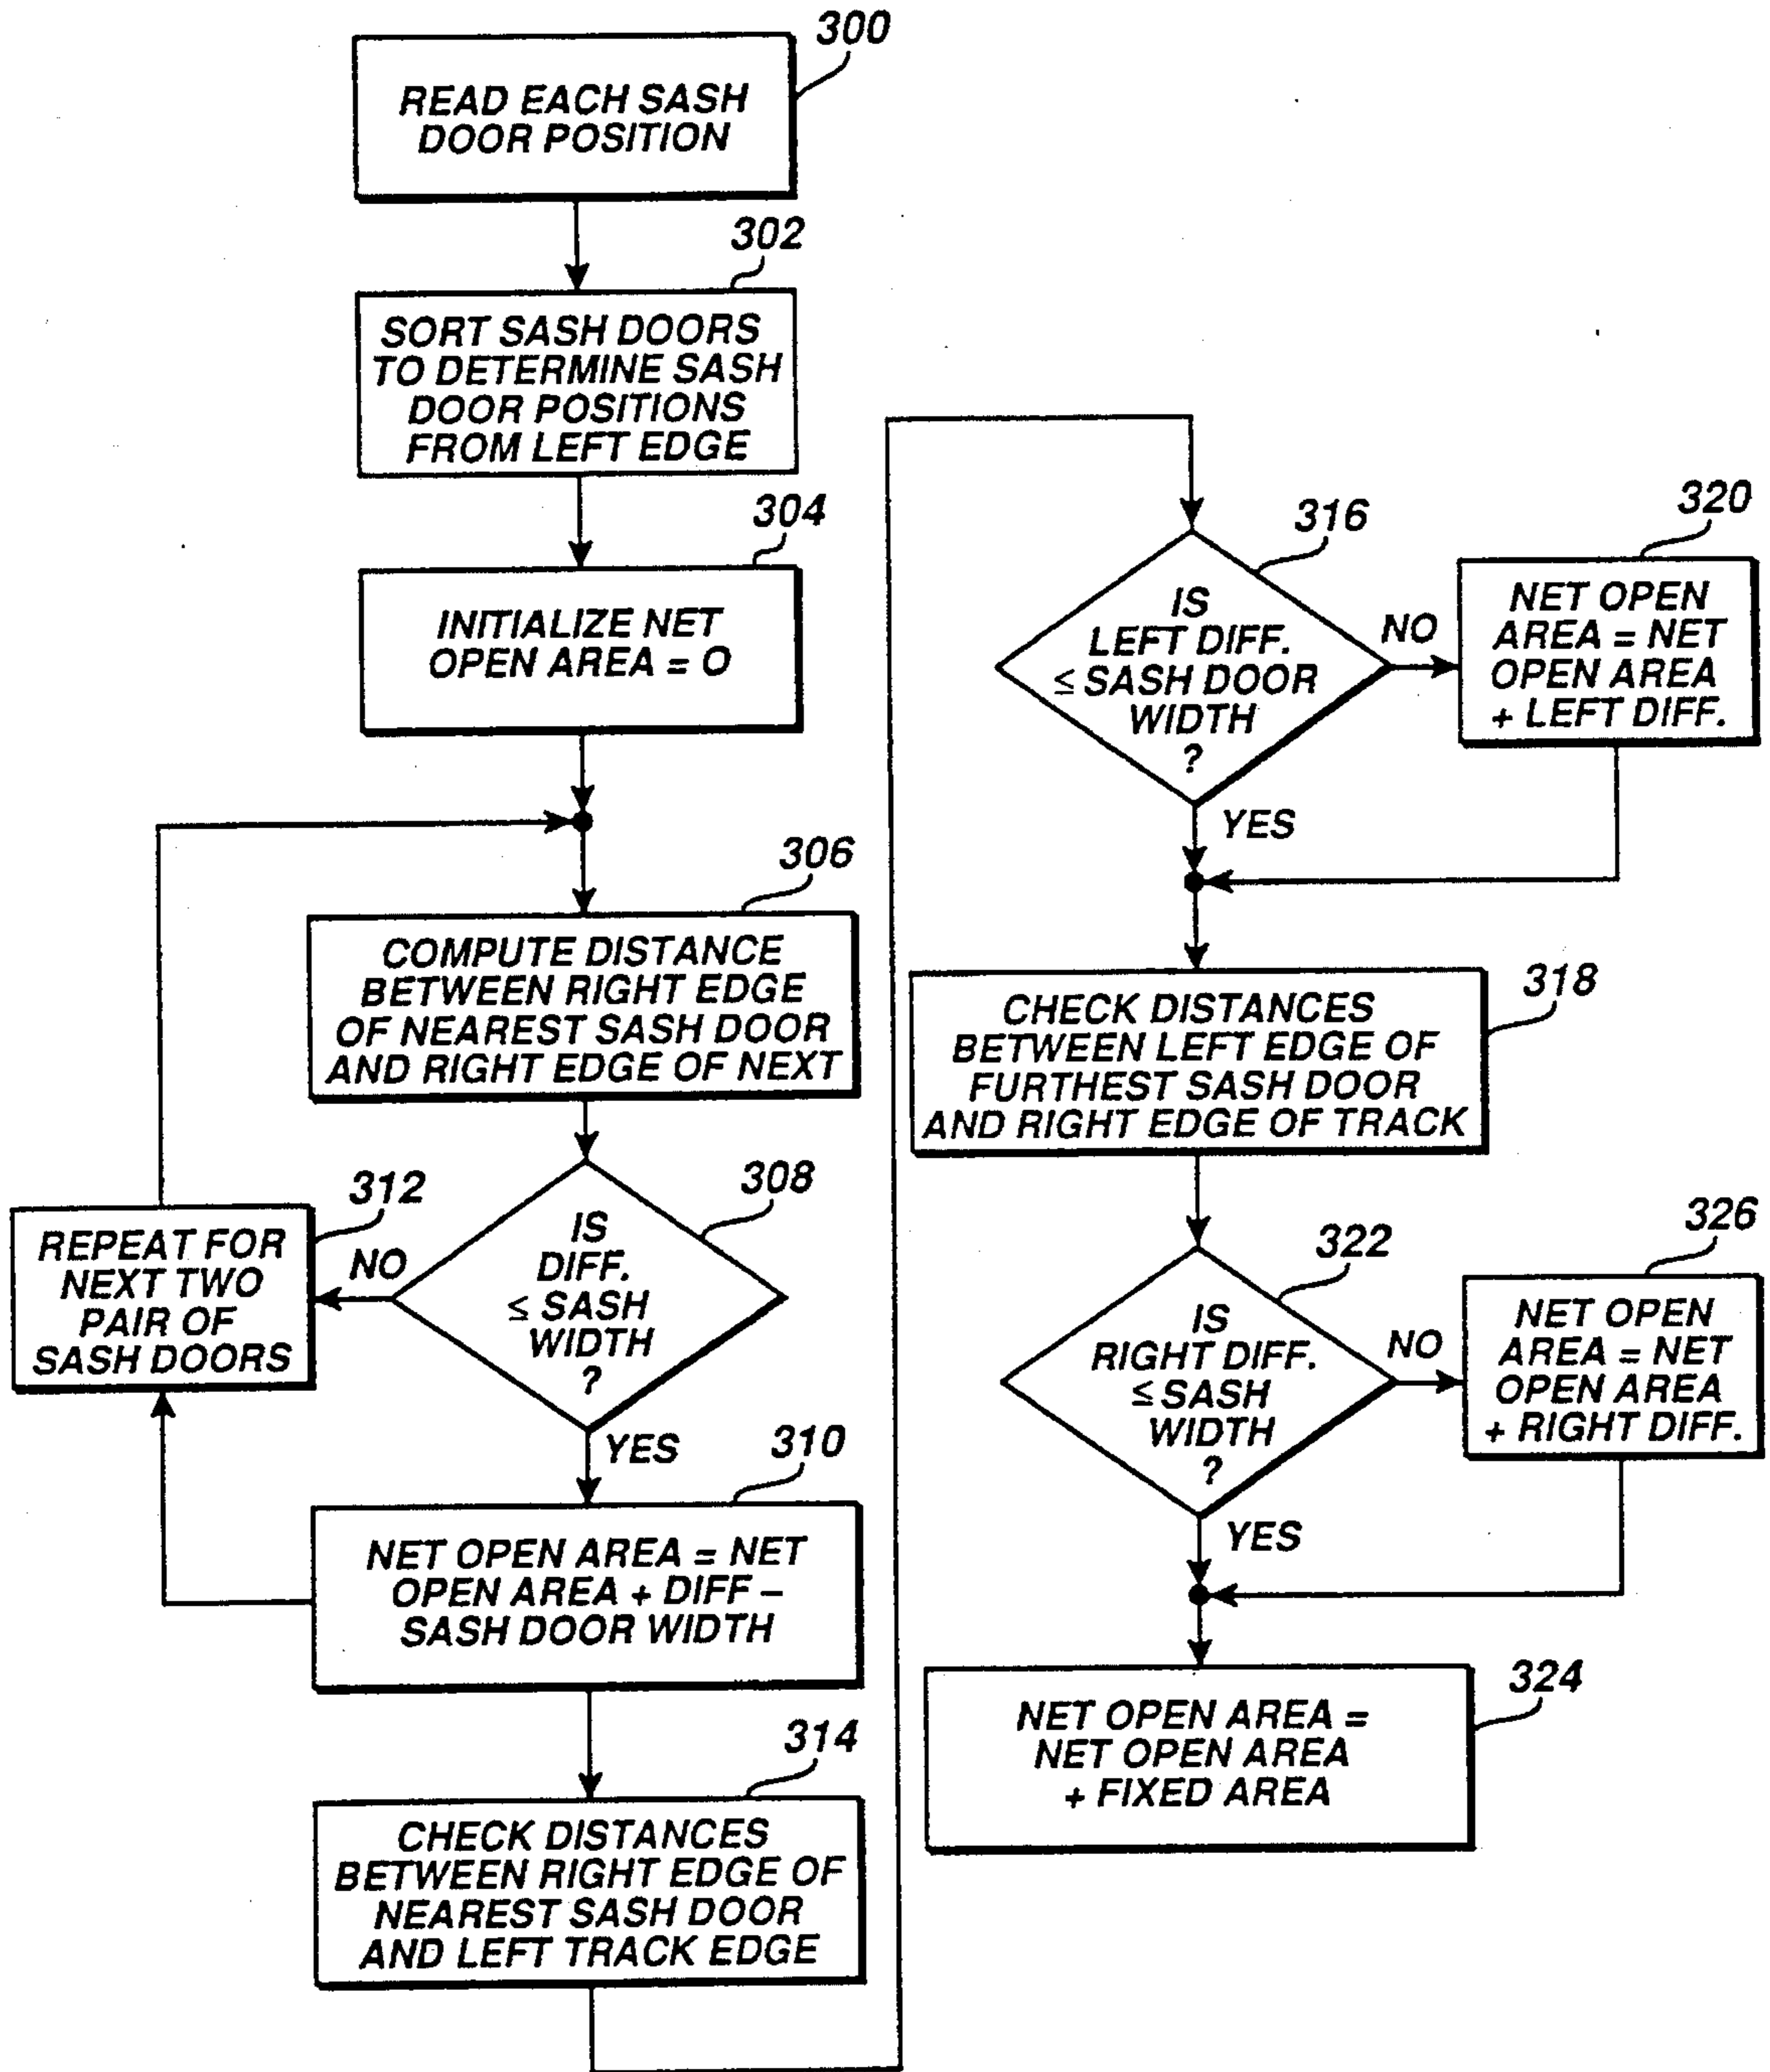 300
READ EACH SASH
DOOR POSITION
302
SORT SASH DOORS
TO DETERMINE SASH
DOOR POSITIONS
FROM LEFT EDGE
304
INITIALIZE NET
OPEN AREA = O
306
COMPUTE DISTANCE
BETWEEN RIGHT EDGE
OF NEAREST SASH DOOR
AND RIGHT EDGE OF NEXT
308
IS
DIFF.
≤ SASH
WIDTH
?
NO
312
REPEAT FOR
NEXT TWO
PAIR OF
SASH DOORS
YES
310
NET OPEN AREA = NET
OPEN AREA + DIFF –
SASH DOOR WIDTH
314
CHECK DISTANCES
BETWEEN RIGHT EDGE OF
NEAREST SASH DOOR
AND LEFT TRACK EDGE
316
IS
LEFT DIFF.
≤ SASH DOOR
WIDTH
?
NO
320
NET OPEN
AREA = NET
OPEN AREA
+ LEFT DIFF.
YES
318
CHECK DISTANCES
BETWEEN LEFT EDGE OF
FURTHEST SASH DOOR
AND RIGHT EDGE OF TRACK
322
IS
RIGHT DIFF.
≤ SASH
WIDTH
?
NO
326
NET OPEN
AREA = NET
OPEN AREA
+ RIGHT DIFF.
YES
324
NET OPEN AREA =
NET OPEN AREA
+ FIXED AREA